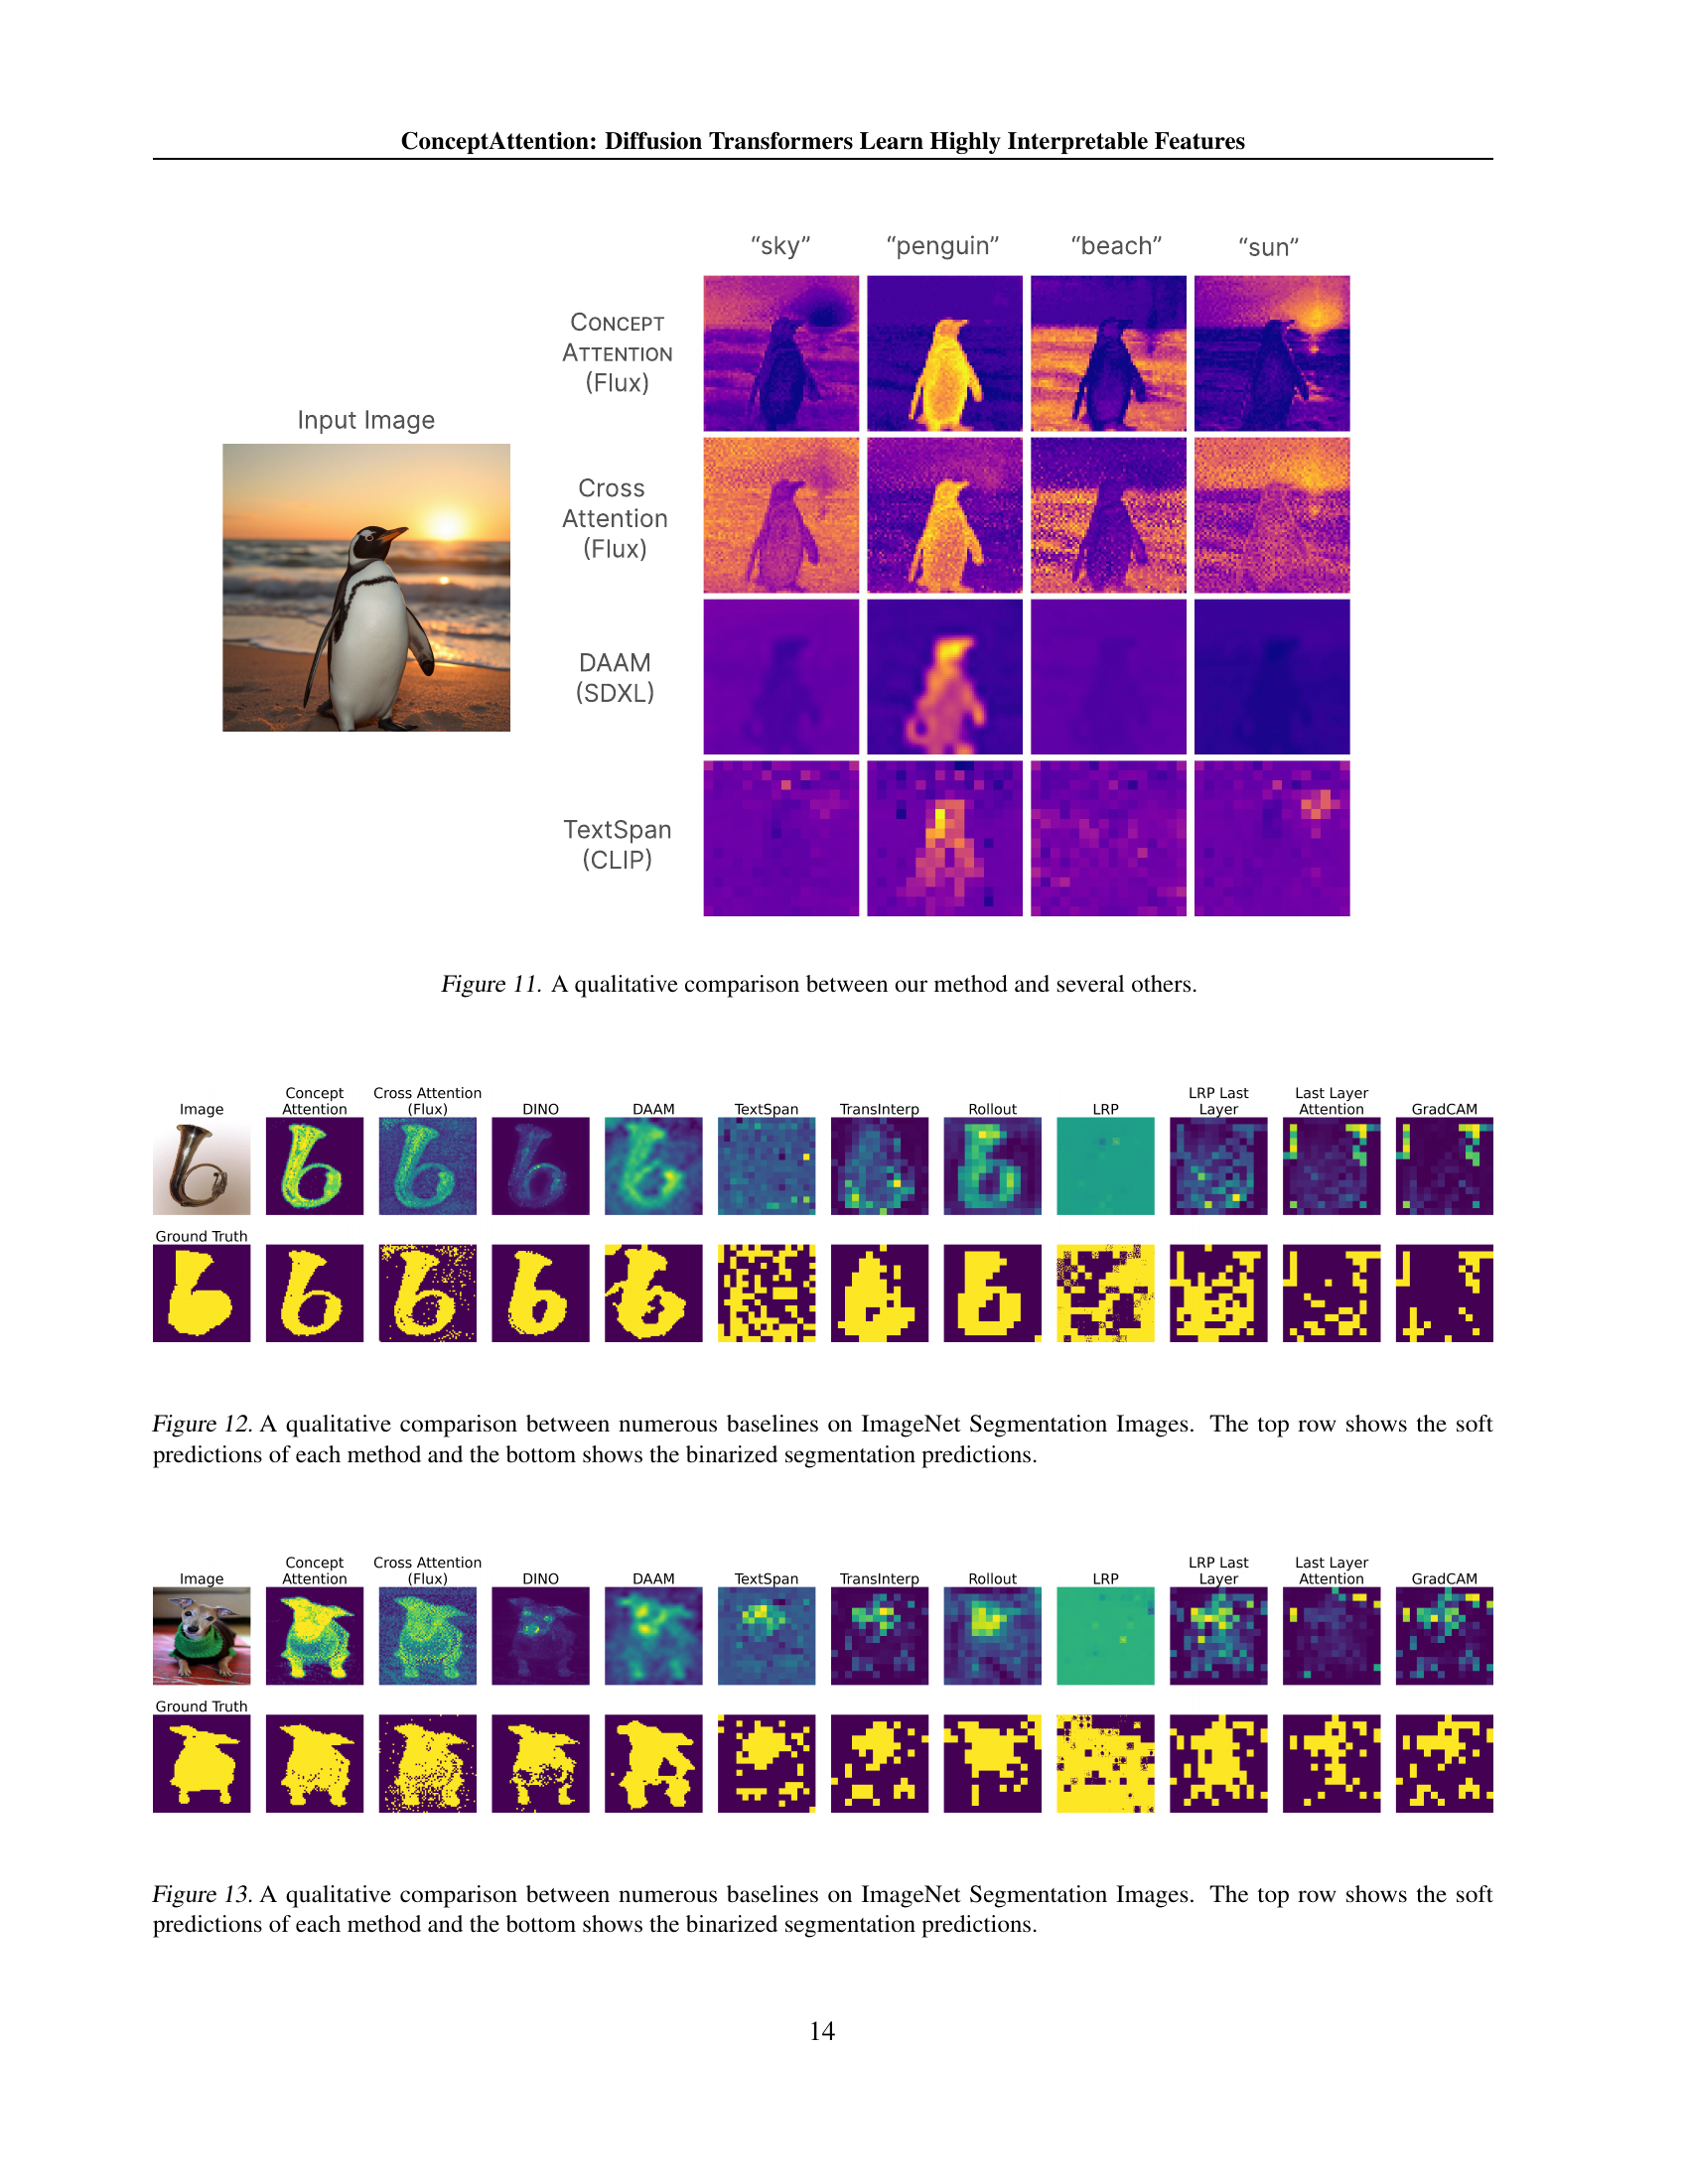 ConceptAttention: Diffusion Transformers Learn Highly Interpretable Features
“sky” “penguin” “beach” “sun”
CONCEPT
ATTENTION
(Flux)
Input Image
Cross
Attention
(Flux)
DAAM
(SDXL)
TextSpan
(CLIP)
Figure 11. A qualitative comparison between our method and several others.
Image Concept Attention Cross Attention (Flux) DINO DAAM TextSpan TransInterp Rollout LRP LRP Last Layer Last Layer Attention GradCAM
Ground Truth
Figure 12. A qualitative comparison between numerous baselines on ImageNet Segmentation Images. The top row shows the soft
predictions of each method and the bottom shows the binarized segmentation predictions.
Image Concept Attention Cross Attention (Flux) DINO DAAM TextSpan TransInterp Rollout LRP LRP Last Layer Last Layer Attention GradCAM
Ground Truth
Figure 13. A qualitative comparison between numerous baselines on ImageNet Segmentation Images. The top row shows the soft
predictions of each method and the bottom shows the binarized segmentation predictions.
14